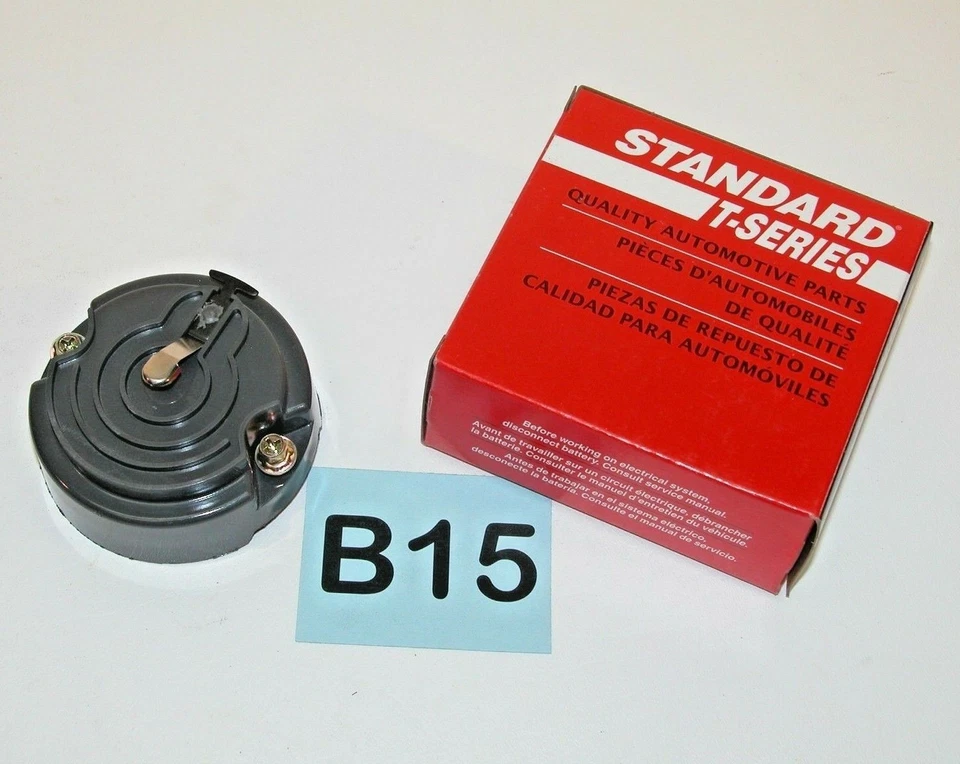 STANDARD®
T-SERIES
QUALITY AUTOMOTIVE PARTS
PIÈCES D'AUTOMOBILES
DE QUALITÉ
PIEZAS DE REPUESTO DE
CALIDAD PARA AUTOMÓVILES
Before working on electrical system,
disconnect battery. Consult service manual.
Avant de travailler sur un circuit électrique, débrancher
la batterie. Consulter le manuel d'entretien du véhicule.
Antes de trabajar en el sistema eléctrico,
desconecte la batería. Consulte el manual de servicio.
B15